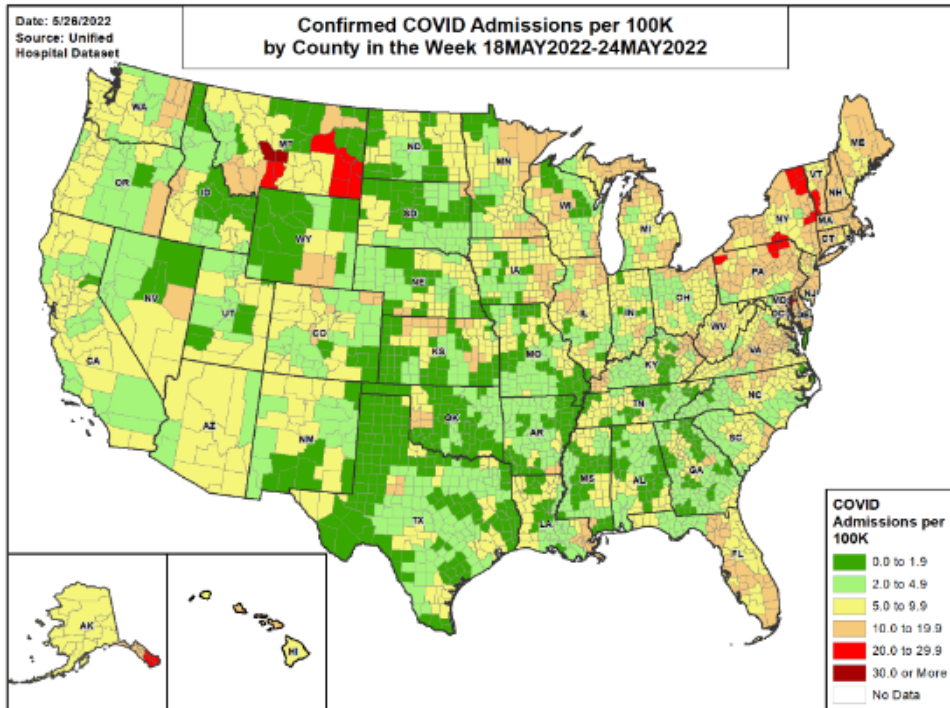 Date: 5/26/2022
Source: Unified
Hospital Dataset
Confirmed COVID Admissions per 100K
by County in the Week 18MAY2022-24MAY2022
WA
MT
ND
MN
ME
OR
ID
SD
WI
MI
VT
NH
NY
MA
CT
WY
IA
NE
PA
NJ
NV
UT
CO
IL
IN
OH
MD
DE
DC
WV
CA
KS
MO
KY
VA
TN
NC
AZ
NM
OK
AR
SC
MS
AL
GA
TX
LA
FL
AK
HI
COVID
Admissions per
100K
0.0 to 1.9
2.0 to 4.9
5.0 to 9.9
10.0 to 19.9
20.0 to 29.9
30.0 or More
No Data